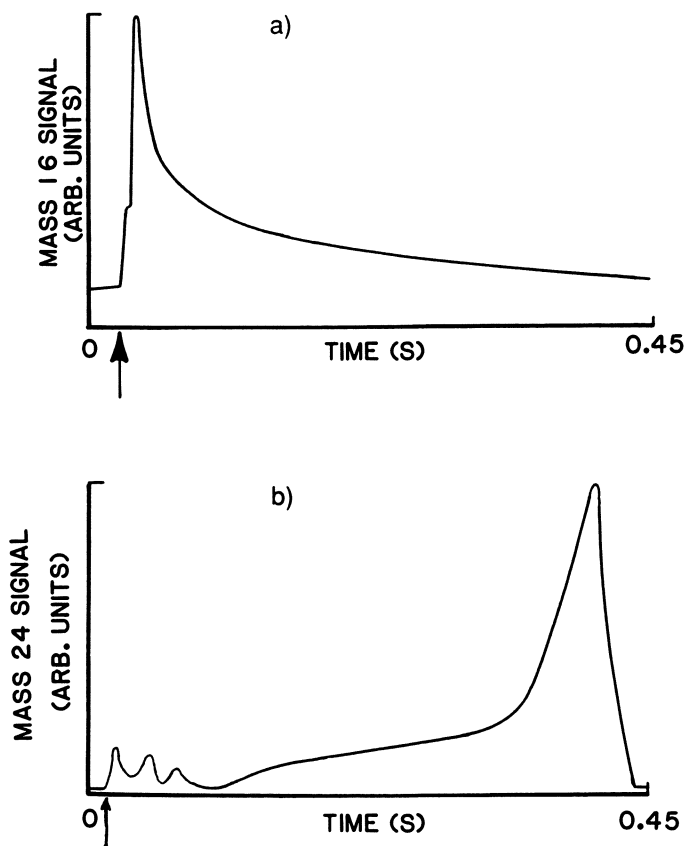 a)
MASS 16 SIGNAL
(ARB. UNITS)
0
TIME (S)
0.45
b)
MASS 24 SIGNAL
(ARB. UNITS)
0
TIME (S)
0.45